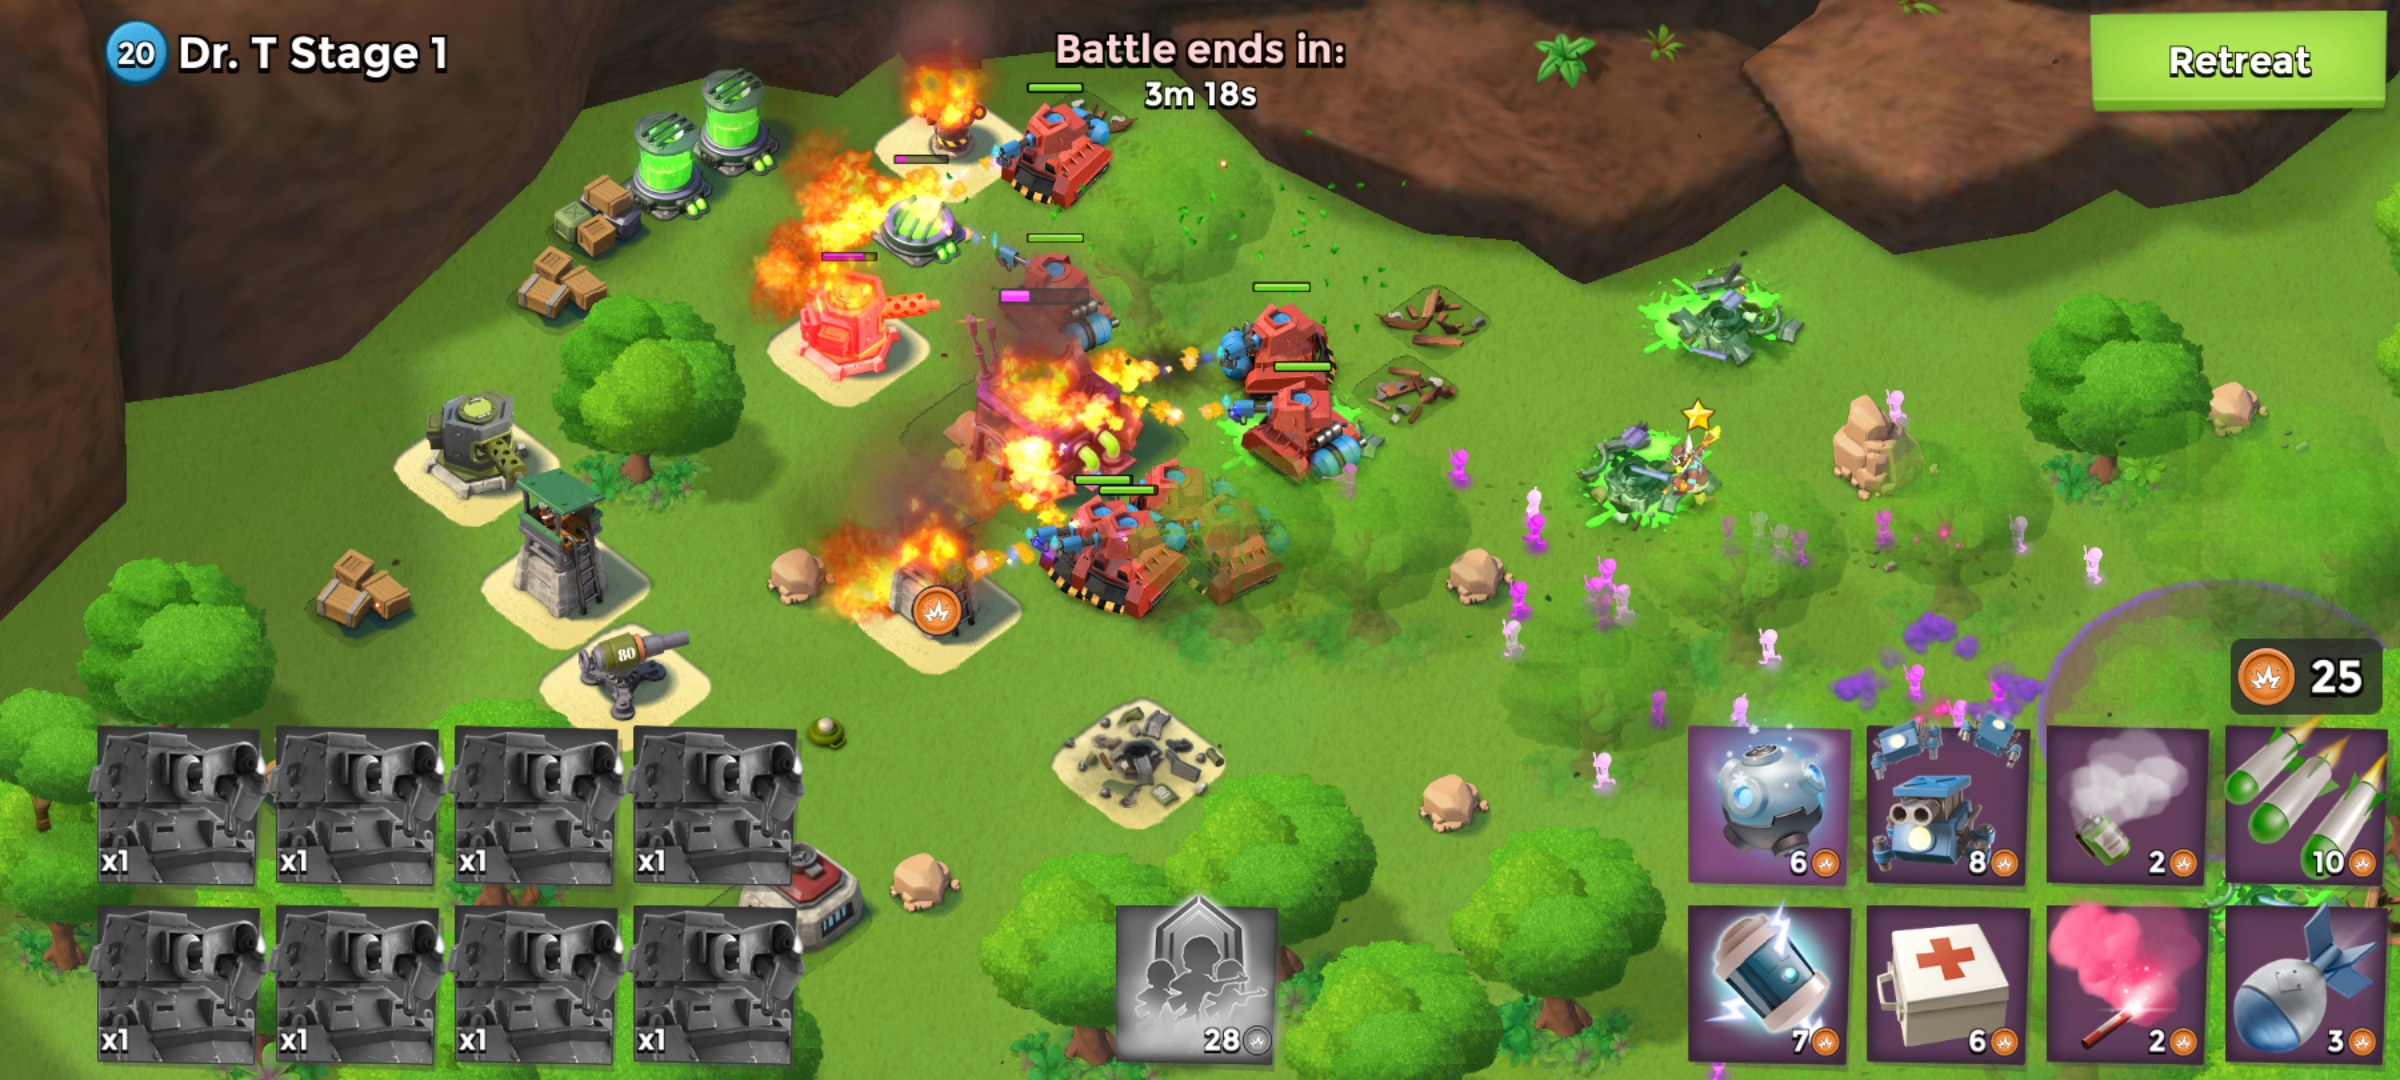 20 Dr. T Stage 1
Battle ends in:
3m 18s
Retreat
80
25
x1 x1 x1 x1
6 8 2 10
80
x1 x1 x1 x1
28
7 6 2 3